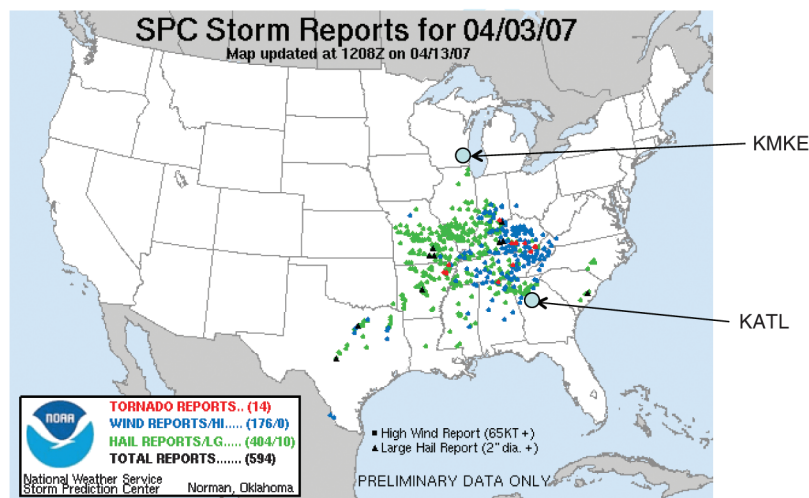 SPC Storm Reports for 04/03/07
Map updated at 1208Z on 04/13/07
KMKE
KATL
NOAA
TORNADO REPORTS.. (14)
WIND REPORTS/HI..... (176/0)
HAIL REPORTS/LG..... (404/10)
TOTAL REPORTS....... (594)
National Weather Service
Storm Prediction Center Norman, Oklahoma
High Wind Report (65KT +)
Large Hail Report (2" dia. +)
PRELIMINARY DATA ONLY